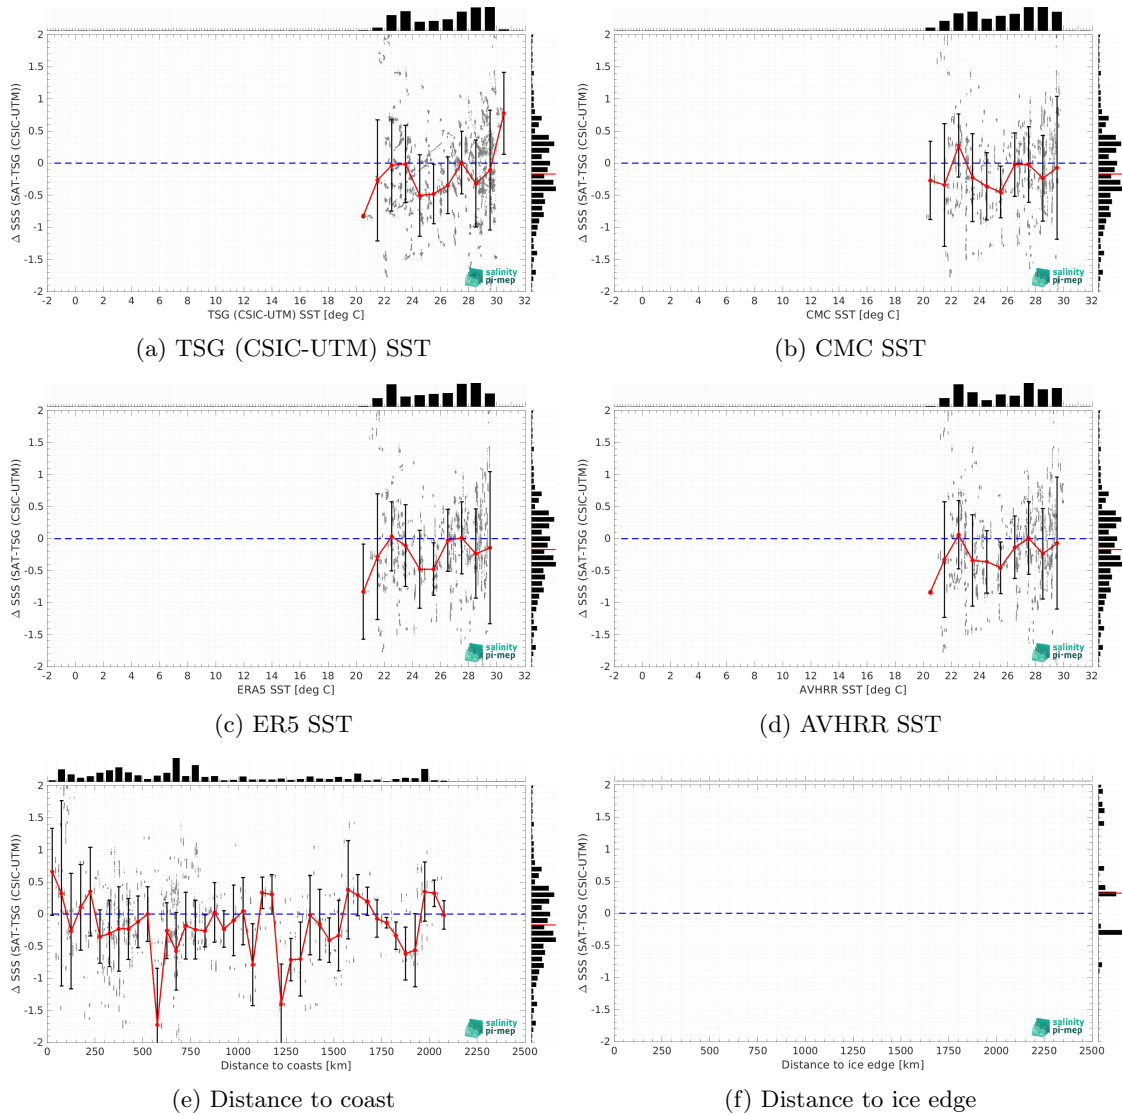 2
1.5
1
0.5
0
-0.5
-1
-1.5
-2
Δ SSS (SAT-TSG (CSIC-UTM))
-2 0 2 4 6 8 10 12 14 16 18 20 22 24 26 28 30 32
TSG (CSIC-UTM) SST [deg C]
salinity
pi-mep
(a) TSG (CSIC-UTM) SST
2
1.5
1
0.5
0
-0.5
-1
-1.5
-2
Δ SSS (SAT-TSG (CSIC-UTM))
-2 0 2 4 6 8 10 12 14 16 18 20 22 24 26 28 30 32
CMC SST [deg C]
salinity
pi-mep
(b) CMC SST
2
1.5
1
0.5
0
-0.5
-1
-1.5
-2
Δ SSS (SAT-TSG (CSIC-UTM))
-2 0 2 4 6 8 10 12 14 16 18 20 22 24 26 28 30 32
ERA5 SST [deg C]
salinity
pi-mep
(c) ER5 SST
2
1.5
1
0.5
0
-0.5
-1
-1.5
-2
Δ SSS (SAT-TSG (CSIC-UTM))
-2 0 2 4 6 8 10 12 14 16 18 20 22 24 26 28 30 32
AVHRR SST [deg C]
salinity
pi-mep
(d) AVHRR SST
2
1.5
1
0.5
0
-0.5
-1
-1.5
-2
Δ SSS (SAT-TSG (CSIC-UTM))
0 250 500 750 1000 1250 1500 1750 2000 2250 2500
Distance to coasts [km]
salinity
pi-mep
(e) Distance to coast
2
1.5
1
0.5
0
-0.5
-1
-1.5
-2
Δ SSS (SAT-TSG (CSIC-UTM))
0 250 500 750 1000 1250 1500 1750 2000 2250 2500
Distance to ice edge [km]
salinity
pi-mep
(f) Distance to ice edge